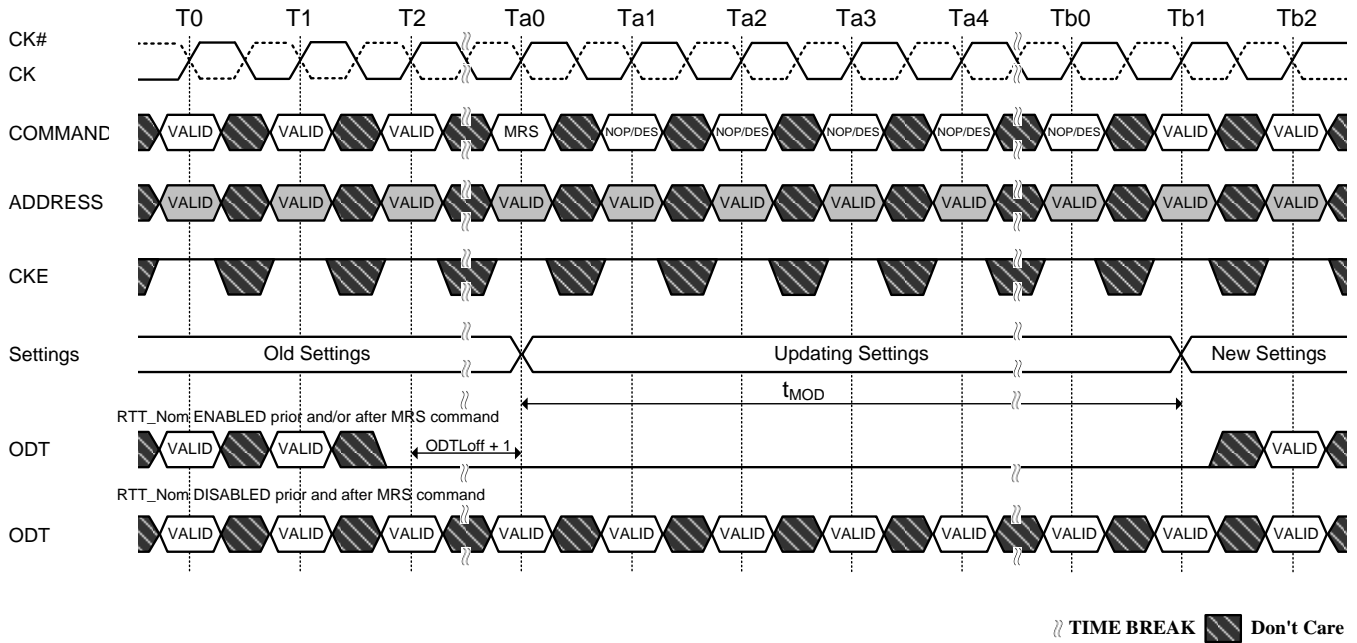 T0 T1 T2 Ta0 Ta1 Ta2 Ta3 Ta4 Tb0 Tb1 Tb2
CK#
CK
COMMAND VALID VALID VALID MRS NOP/DES NOP/DES NOP/DES NOP/DES NOP/DES VALID VALID
ADDRESS VALID VALID VALID VALID VALID VALID VALID VALID VALID VALID VALID
CKE
Settings Old Settings Updating Settings New Settings
tMOD
RTT_Nom ENABLED prior and/or after MRS command
ODT VALID VALID ODTLoff + 1 VALID
RTT_Nom DISABLED prior and after MRS command
ODT VALID VALID VALID VALID VALID VALID VALID VALID VALID VALID VALID
TIME BREAK Don't Care